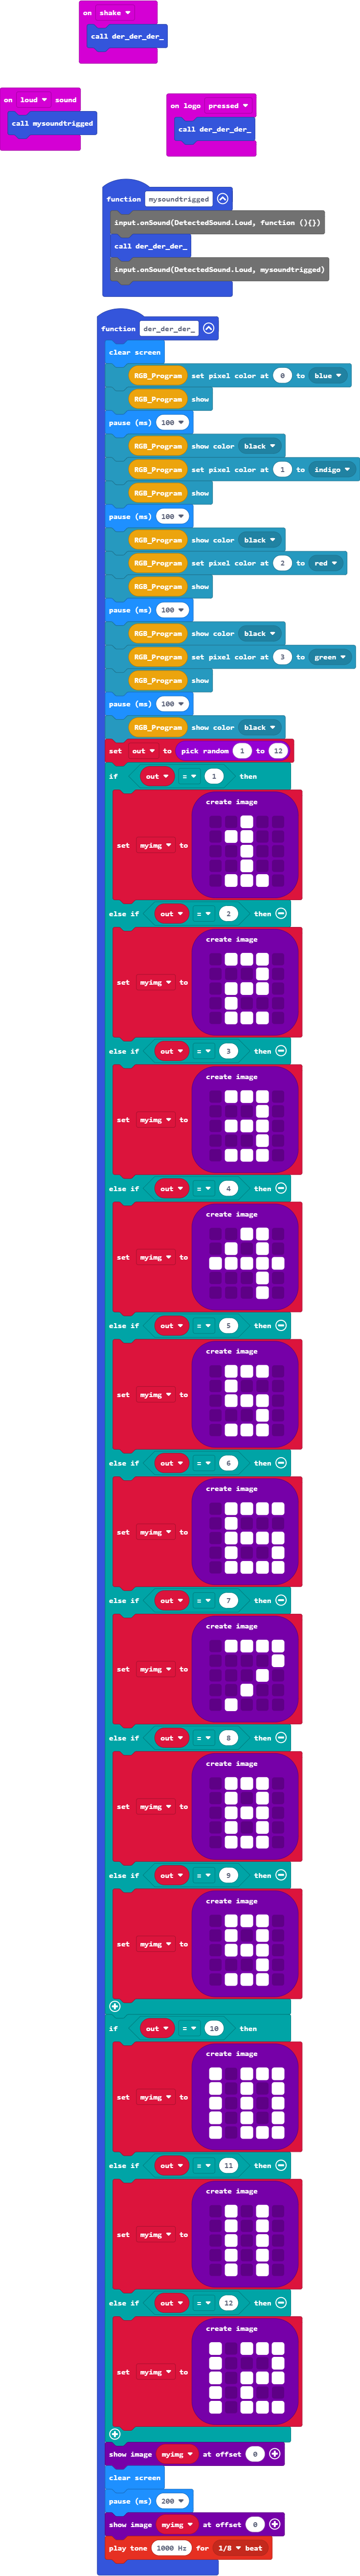 on shake
call der_der_der_
on loud sound
call mysoundtrigged
on logo pressed
call der_der_der_
function mysoundtrigged
input.onSound(DetectedSound.Loud, function (){})
call der_der_der_
input.onSound(DetectedSound.Loud, mysoundtrigged)
function der_der_der_
clear screen
RGB_Program set pixel color at 0 to blue
RGB_Program show
pause (ms) 100
RGB_Program show color black
RGB_Program set pixel color at 1 to indigo
RGB_Program show
pause (ms) 100
RGB_Program show color black
RGB_Program set pixel color at 2 to red
RGB_Program show
pause (ms) 100
RGB_Program show color black
RGB_Program set pixel color at 3 to green
RGB_Program show
pause (ms) 100
RGB_Program show color black
set out to pick random 1 to 12
if out = 1 then
create image
set myimg to
else if out = 2 then
create image
set myimg to
else if out = 3 then
create image
set myimg to
else if out = 4 then
create image
set myimg to
else if out = 5 then
create image
set myimg to
else if out = 6 then
create image
set myimg to
else if out = 7 then
create image
set myimg to
else if out = 8 then
create image
set myimg to
else if out = 9 then
create image
set myimg to
if out = 10 then
create image
set myimg to
else if out = 11 then
create image
set myimg to
else if out = 12 then
create image
set myimg to
show image myimg at offset 0
clear screen
pause (ms) 200
show image myimg at offset 0
play tone 1000 Hz for 1/8 beat